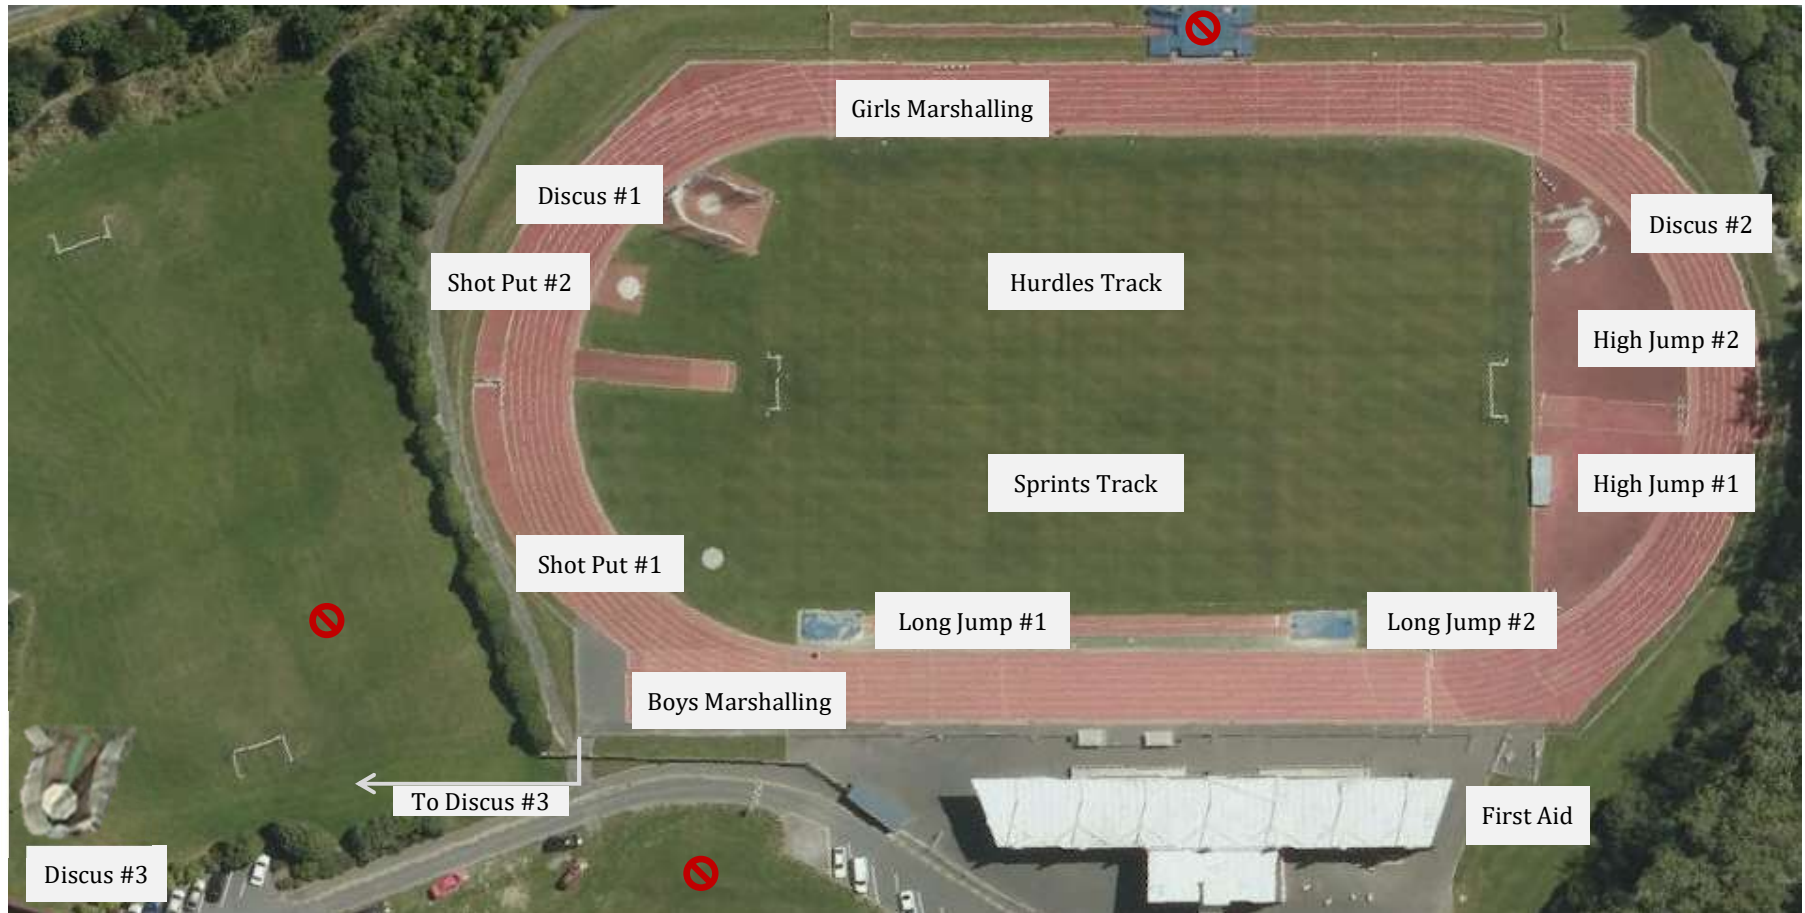 Girls Marshalling
Discus #1
Discus #2
Shot Put #2
Hurdles Track
High Jump #2
Sprints Track
High Jump #1
Shot Put #1
Long Jump #1
Long Jump #2
Boys Marshalling
To Discus #3
First Aid
Discus #3